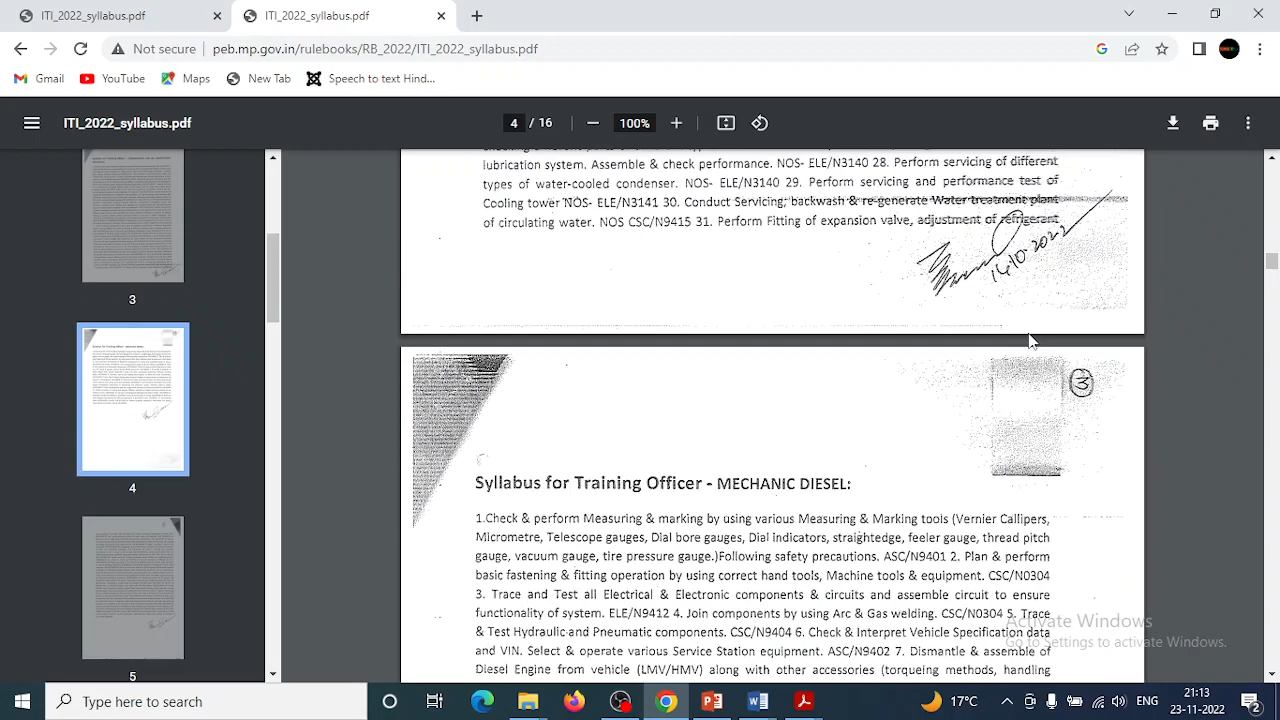 ITI_2022_syllabus.pdf
ITI_2022_syllabus.pdf
Not secure peb.mp.gov.in/rulebooks/RB_2022/ITI_2022_syllabus.pdf
Gmail YouTube Maps New Tab Speech to text Hind...
ITI_2022_syllabus.pdf 4 / 16 100%
lubrication system. Assemble & check performance. NOS- ELE/N3140 28. Perform servicing of different
types of water-cooled condenser. NOS- ELE/N3140 29. Perform servicing and performance test of
Cooling tower NOS- ELE/N3141 30. Conduct Servicing, backwash & re-generate Water treatment plant
of circulating water. NOS CSC/N9415 31. Perform Fitting of expansion valve, adjustment of refrigerant
3
4
5
3
Syllabus for Training Officer - MECHANIC DIESEL:
1.Check & perform Measuring & marking by using various Measuring & Marking tools (Vernier Callipers,
Micrometre, Telescope gauges, Dial bore gauges, Dial indicators, straightedge, feeler gauge, thread pitch
gauge, vacuum gauge, tire pressure gauge.)Following safety precautions. ASC/N9401 2. Plan & perform
basic fastening & fitting operation by using correct hand tools, Machine tools & equipment. CSC/N0304
3. Trace and Test all Electrical & Electronic components & circuits and assemble circuit to ensure
functionality of system. ELE/N9412 4. Join components by using Arc & Gas welding. CSC/N0304 5. Trace
& Test Hydraulic and Pneumatic components. CSC/N9404 6. Check & Interpret Vehicle Specification data
and VIN. Select & operate various Service Station equipment. ASC/N9402 7. Dismantle & assemble of
Diesel Engine from vehicle (LMV/HMV) along with other accessories (torqueing methods, handling
Activate Windows
Go to Settings to activate Windows.
Type here to search
17°C ENG 21:13
23-11-2022
2